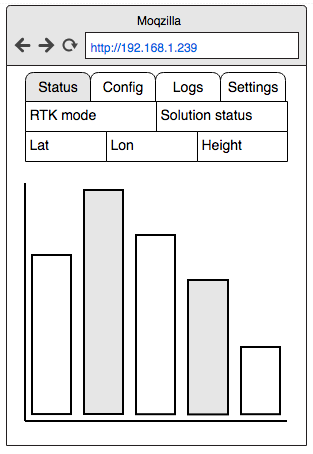 Moqzilla
http://192.168.1.239
Status Config Logs Settings
RTK mode Solution status
Lat Lon Height